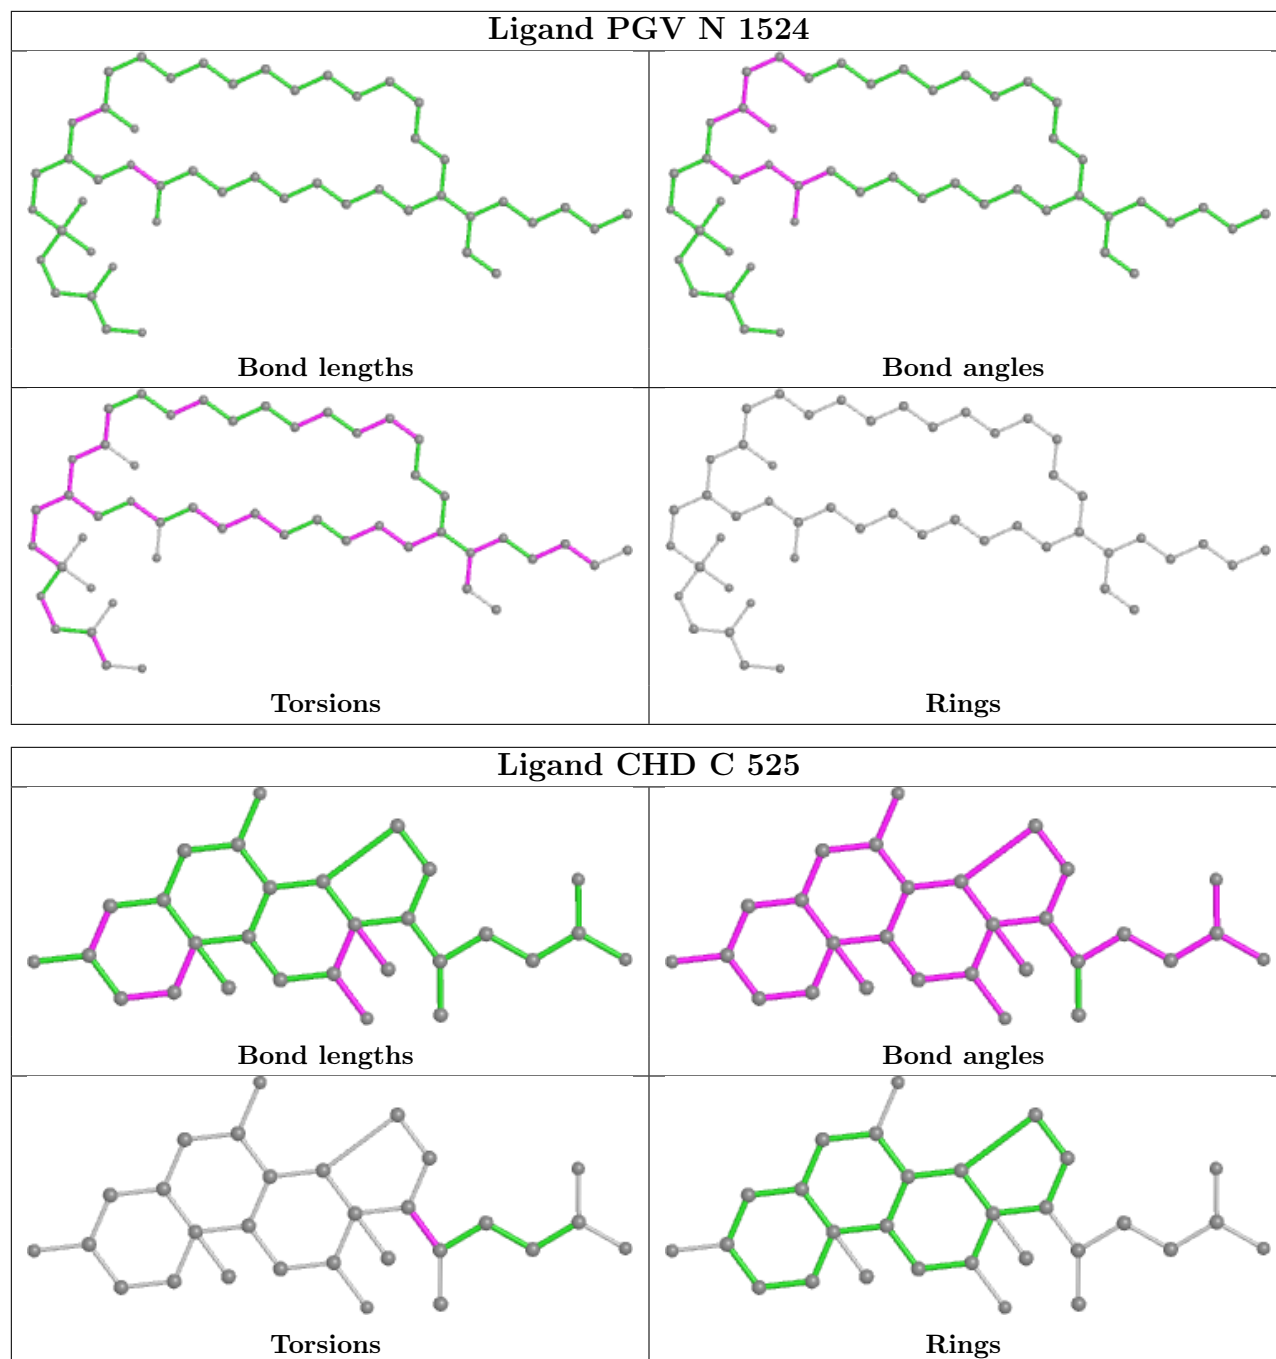 Ligand PGV N 1524
Bond lengths
Bond angles
Torsions
Rings
Ligand CHD C 525
Bond lengths
Bond angles
Torsions
Rings